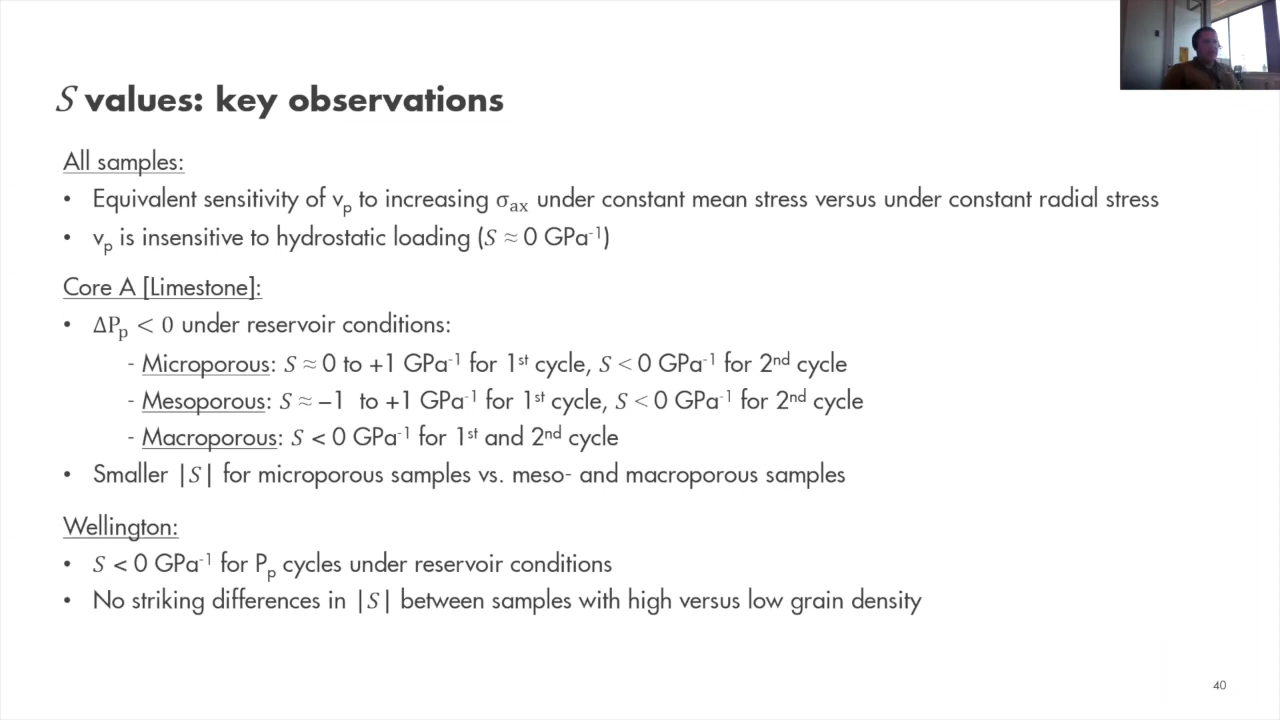 S values: key observations
All samples:
• Equivalent sensitivity of vₚ to increasing σₐₓ under constant mean stress versus under constant radial stress
• vₚ is insensitive to hydrostatic loading (S ≈ 0 GPa⁻¹)
Core A [Limestone]:
• ΔPₚ < 0 under reservoir conditions:
- Microporous: S ≈ 0 to +1 GPa⁻¹ for 1ˢᵗ cycle, S < 0 GPa⁻¹ for 2ⁿᵈ cycle
- Mesoporous: S ≈ −1 to +1 GPa⁻¹ for 1ˢᵗ cycle, S < 0 GPa⁻¹ for 2ⁿᵈ cycle
- Macroporous: S < 0 GPa⁻¹ for 1ˢᵗ and 2ⁿᵈ cycle
• Smaller |S| for microporous samples vs. meso- and macroporous samples
Wellington:
• S < 0 GPa⁻¹ for Pₚ cycles under reservoir conditions
• No striking differences in |S| between samples with high versus low grain density
40